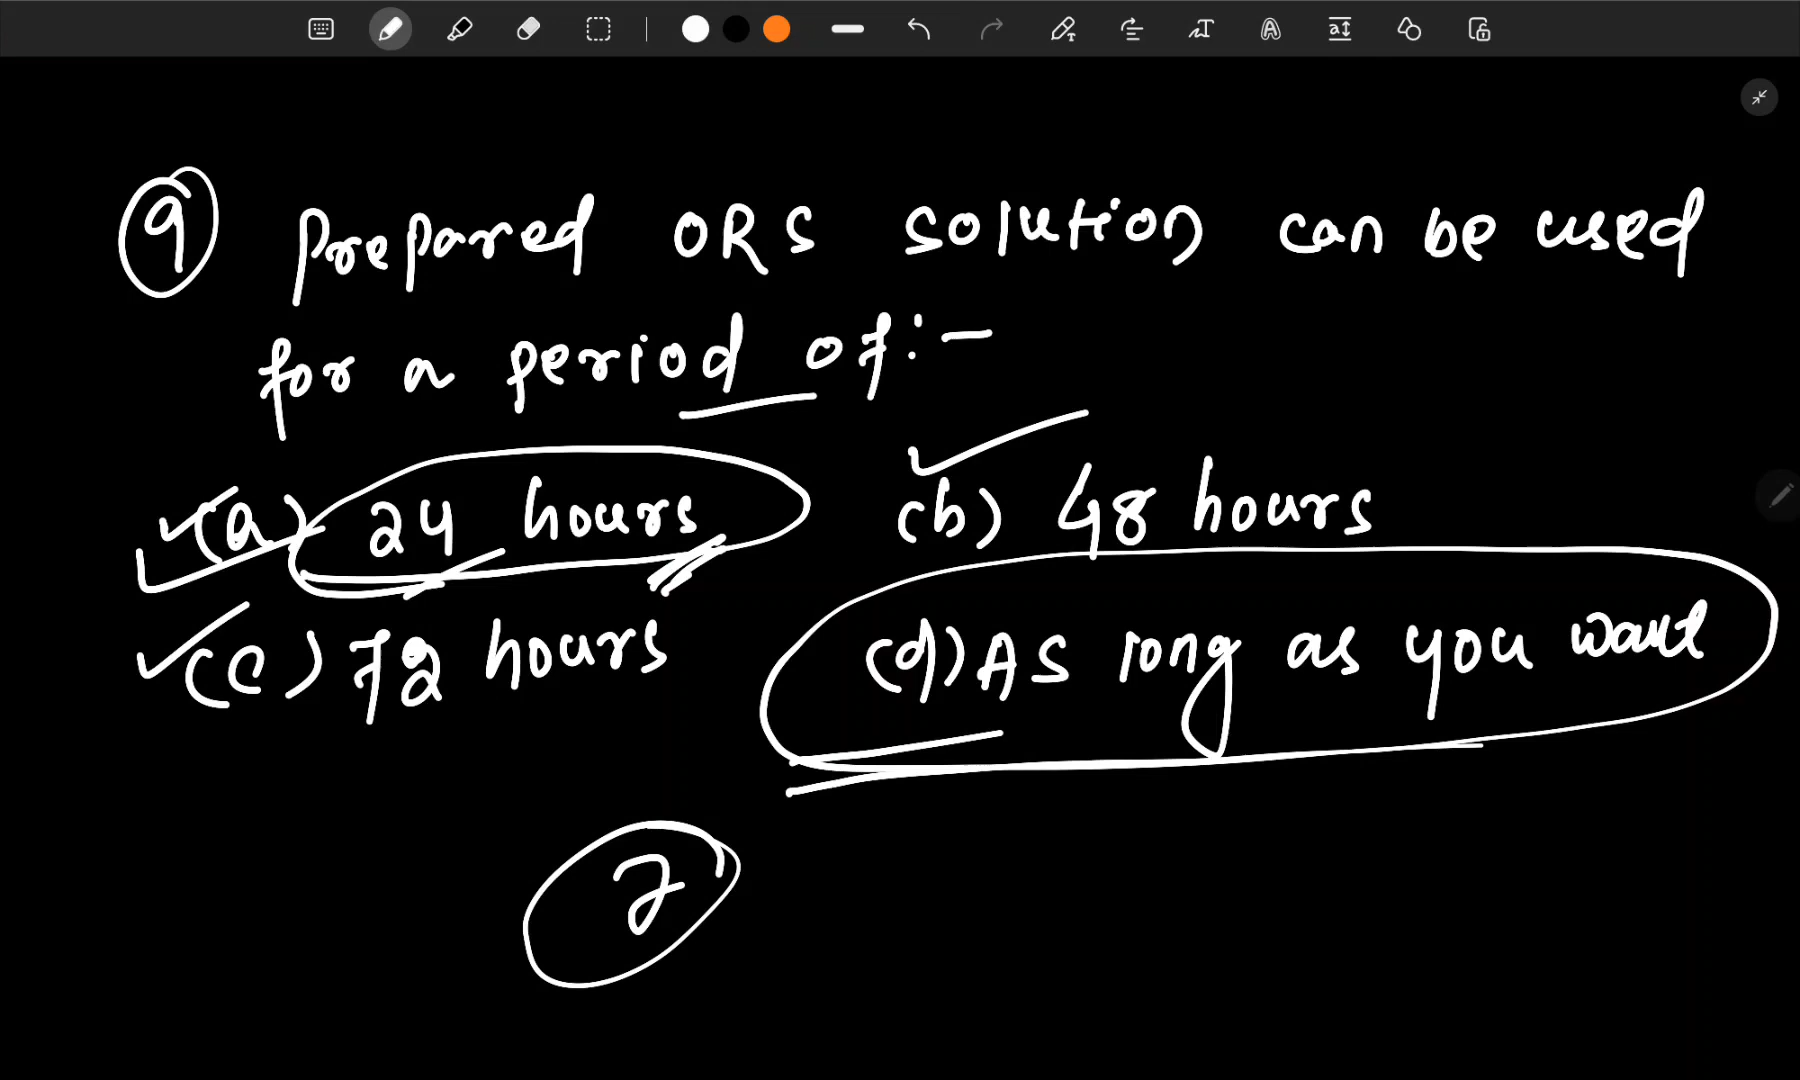 9 Prepared ORS solution can be used
for a period of:-
(a) 24 hours (b) 48 hours
(c) 72 hours (d) As long as you want
7